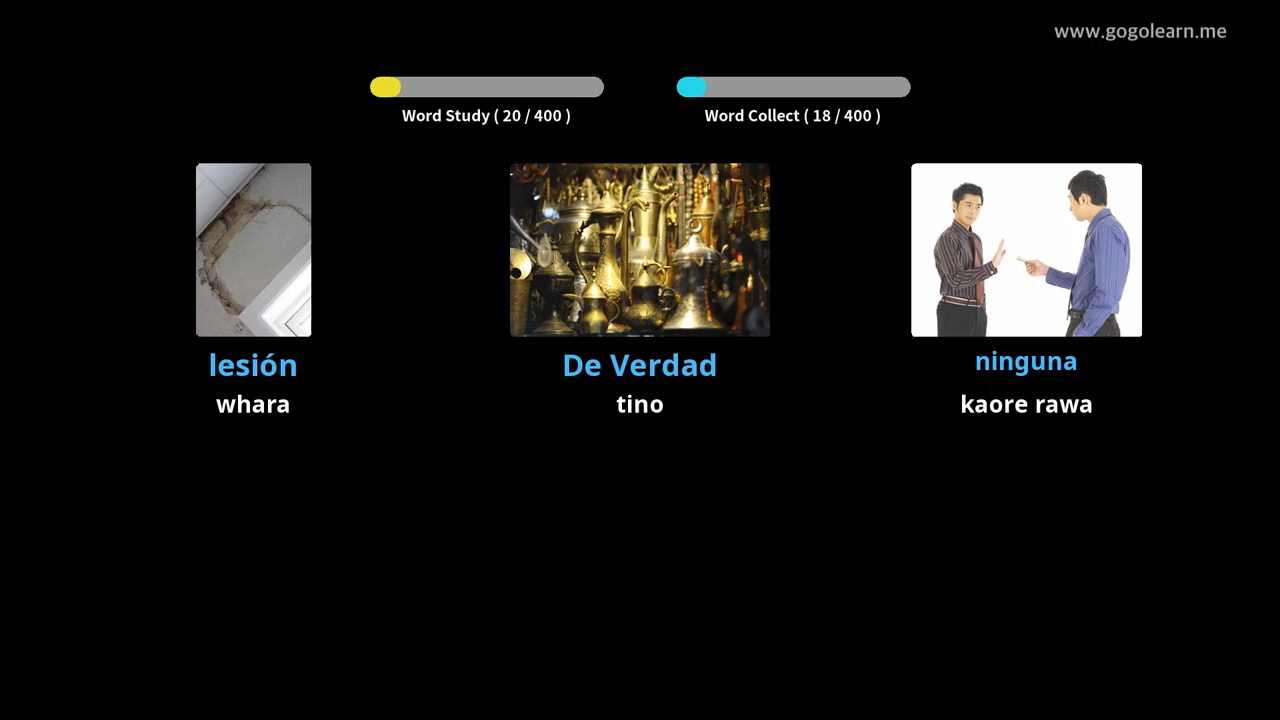 www.gogolearn.me
Word Study ( 20 / 400 )
Word Collect ( 18 / 400 )
lesión
De Verdad
ninguna
whara
tino
kaore rawa